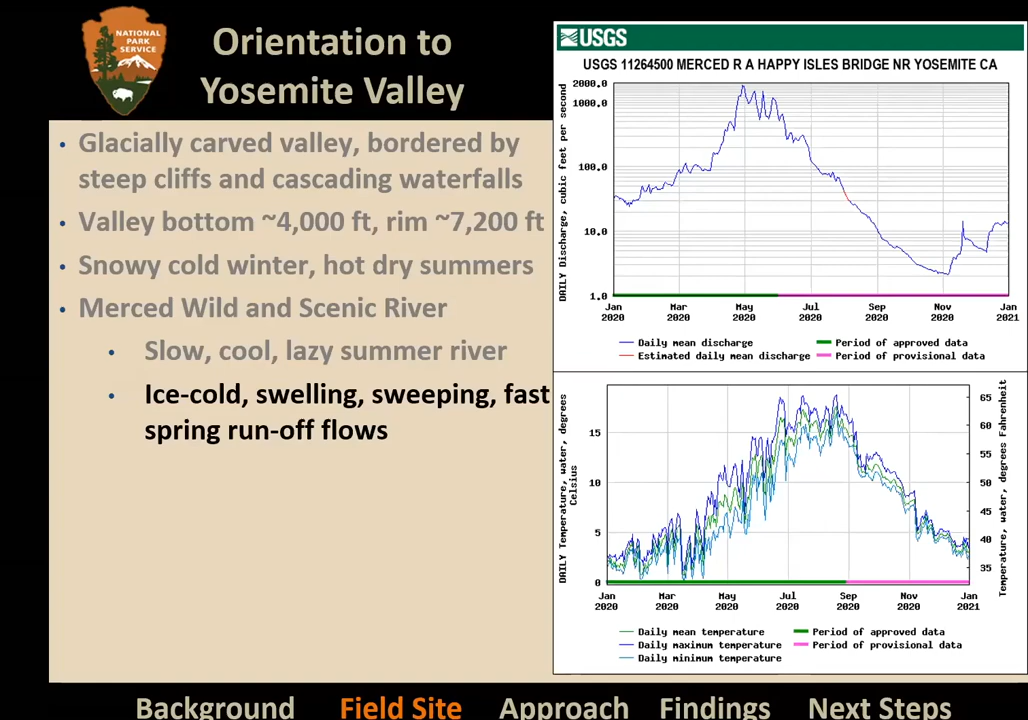 NATIONAL
PARK
SERVICE
Orientation to
Yosemite Valley
• Glacially carved valley, bordered by
steep cliffs and cascading waterfalls
• Valley bottom ~4,000 ft, rim ~7,200 ft
• Snowy cold winter, hot dry summers
• Merced Wild and Scenic River
• Slow, cool, lazy summer river
• Ice-cold, swelling, sweeping, fast
spring run-off flows
USGS
USGS 11264500 MERCED R A HAPPY ISLES BRIDGE NR YOSEMITE CA
DAILY Discharge, cubic feet per second
2000.0
1000.0
100.0
10.0
1.0
Jan Mar May Jul Sep Nov Jan
2020 2020 2020 2020 2020 2020 2021
Daily mean discharge Period of approved data
Estimated daily mean discharge Period of provisional data
DAILY Temperature, water, degrees
Celsius
15
10
5
0
65
60
55
50
45
40
35
Temperature, water, degrees Fahrenheit
Jan Mar May Jul Sep Nov Jan
2020 2020 2020 2020 2020 2020 2021
Daily mean temperature Period of approved data
Daily maximum temperature Period of provisional data
Daily minimum temperature
Background Field Site Approach Findings Next Steps